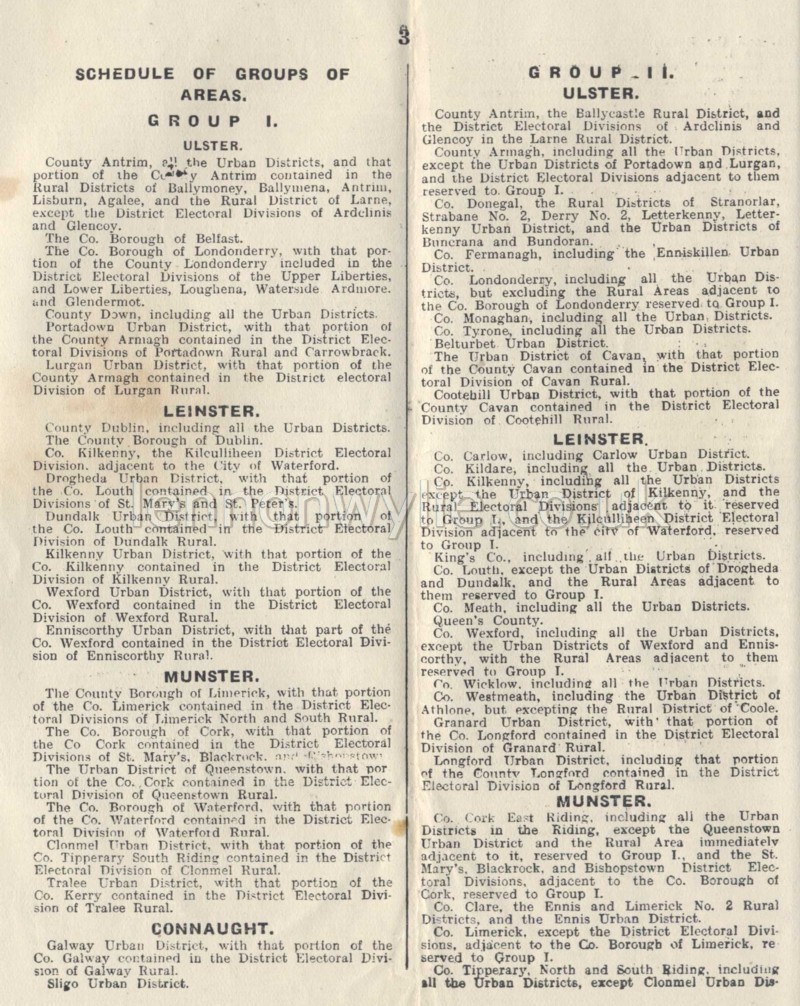 3
SCHEDULE OF GROUPS OF
AREAS.
GROUP I.
ULSTER.
County Antrim, all the Urban Districts, and that
portion of the Antrim contained in the
Rural Districts of Ballymoney, Ballymena, Antrim,
Lisburn, Agalee, and the Rural District of Larne,
except the District Electoral Divisions of Ardclinis
and Glencoy.
The Co. Borough of Belfast.
The Co. Borough of Londonderry, with that por-
tion of the County Londonderry included in the
District Electoral Divisions of the Upper Liberties,
and Lower Liberties, Loughena, Waterside Ardmore.
and Glendermot.
County Down, including all the Urban Districts.
Portadown Urban District, with that portion of
the County Armagh contained in the District Elec-
toral Divisions of Portadown Rural and Carrowbrack.
Lurgan Urban District, with that portion of the
County Armagh contained in the District electoral
Division of Lurgan Rural.
LEINSTER.
County Dublin, including all the Urban Districts.
The County Borough of Dublin.
Co. Kilkenny, the Kilculliheen District Electoral
Division. adjacent to the City of Waterford.
Drogheda Urban District, with that portion of
the Co. Louth contained in the District Electoral
Divisions of St. Mary's and St. Peter's.
Dundalk Urban District, with that portion of
the Co. Louth contained in the District Electoral
Division of Dundalk Rural.
Kilkenny Urban District, with that portion of the
Co. Kilkenny contained in the District Electoral
Division of Kilkenny Rural.
Wexford Urban District, with that portion of the
Co. Wexford contained in the District Electoral
Division of Wexford Rural.
Enniscorthy Urban District, with that part of the
Co. Wexford contained in the District Electoral Divi-
sion of Enniscorthy Rural.
MUNSTER.
The County Borough of Limerick, with that portion
of the Co. Limerick contained in the District Elec-
toral Divisions of Limerick North and South Rural.
The Co. Borough of Cork, with that portion of
the Co Cork contained in the District Electoral
Divisions of St. Mary's, Blackrock. and
The Urban District of Queenstown. with that por
tion of the Co. Cork contained in the District Elec-
toral Division of Queenstown Rural.
The Co. Borough of Waterford, with that portion
of the Co. Waterford contained in the District Elec-
toral Division of Waterford Rural.
Clonmel Urban District, with that portion of the
Co. Tipperary South Riding contained in the District
Electoral Division of Clonmel Rural.
Tralee Urban District, with that portion of the
Co. Kerry contained in the District Electoral Divi-
sion of Tralee Rural.
CONNAUGHT.
Galway Urban District, with that portion of the
Co. Galway contained in the District Electoral Divi-
sion of Galway Rural.
Sligo Urban District.
GROUP II.
ULSTER.
County Antrim, the Ballycastle Rural District, and
the District Electoral Divisions of Ardclinis and
Glencoy in the Larne Rural District.
County Armagh, including all the Urban Districts,
except the Urban Districts of Portadown and Lurgan,
and the District Electoral Divisions adjacent to them
reserved to Group I.
Co. Donegal, the Rural Districts of Stranorlar,
Strabane No. 2, Derry No. 2, Letterkenny, Letter-
kenny Urban District, and the Urban Districts of
Buncrana and Bundoran.
Co. Fermanagh, including the Enniskillen Urban
District.
Co. Londonderry, including all the Urban Dis-
tricts, but excluding the Rural Areas adjacent to
the Co. Borough of Londonderry reserved to Group I.
Co. Monaghan, including all the Urban Districts.
Co. Tyrone, including all the Urban Districts.
Belturbet Urban District.
The Urban District of Cavan, with that portion
of the County Cavan contained in the District Elec-
toral Division of Cavan Rural.
Cootehill Urban District, with that portion of the
County Cavan contained in the District Electoral
Division of Cootehill Rural.
LEINSTER.
Co. Carlow, including Carlow Urban District.
Co. Kildare, including all the Urban Districts.
Co. Kilkenny, including all the Urban Districts
except the Urban District of Kilkenny, and the
Rural Electoral Divisions adjacent to it reserved
to Group I., and the Kilculliheen District Electoral
Division adjacent to the city of Waterford, reserved
to Group I.
King's Co., including all the Urban Districts.
Co. Louth, except the Urban Districts of Drogheda
and Dundalk, and the Rural Areas adjacent to
them reserved to Group I.
Co. Meath, including all the Urban Districts.
Queen's County.
Co. Wexford, including all the Urban Districts,
except the Urban Districts of Wexford and Ennis-
corthy, with the Rural Areas adjacent to them
reserved to Group I.
Co. Wicklow, including all the Urban Districts.
Co. Westmeath, including the Urban District of
Athlone, but excepting the Rural District of Coole.
Granard Urban District, with that portion of
the Co. Longford contained in the District Electoral
Division of Granard Rural.
Longford Urban District, including that portion
of the County Longford contained in the District
Electoral Division of Longford Rural.
MUNSTER.
Co. Cork East Riding, including all the Urban
Districts in the Riding, except the Queenstown
Urban District and the Rural Area immediately
adjacent to it, reserved to Group I., and the St.
Mary's, Blackrock, and Bishopstown District Elec-
toral Divisions, adjacent to the Co. Borough of
Cork, reserved to Group I.
Co. Clare, the Ennis and Limerick No. 2 Rural
Districts, and the Ennis Urban District.
Co. Limerick, except the District Electoral Divi-
sions, adjacent to the Co. Borough of Limerick, re
served to Group I.
Co. Tipperary, North and South Riding, including
all the Urban Districts, except Clonmel Urban Dis-